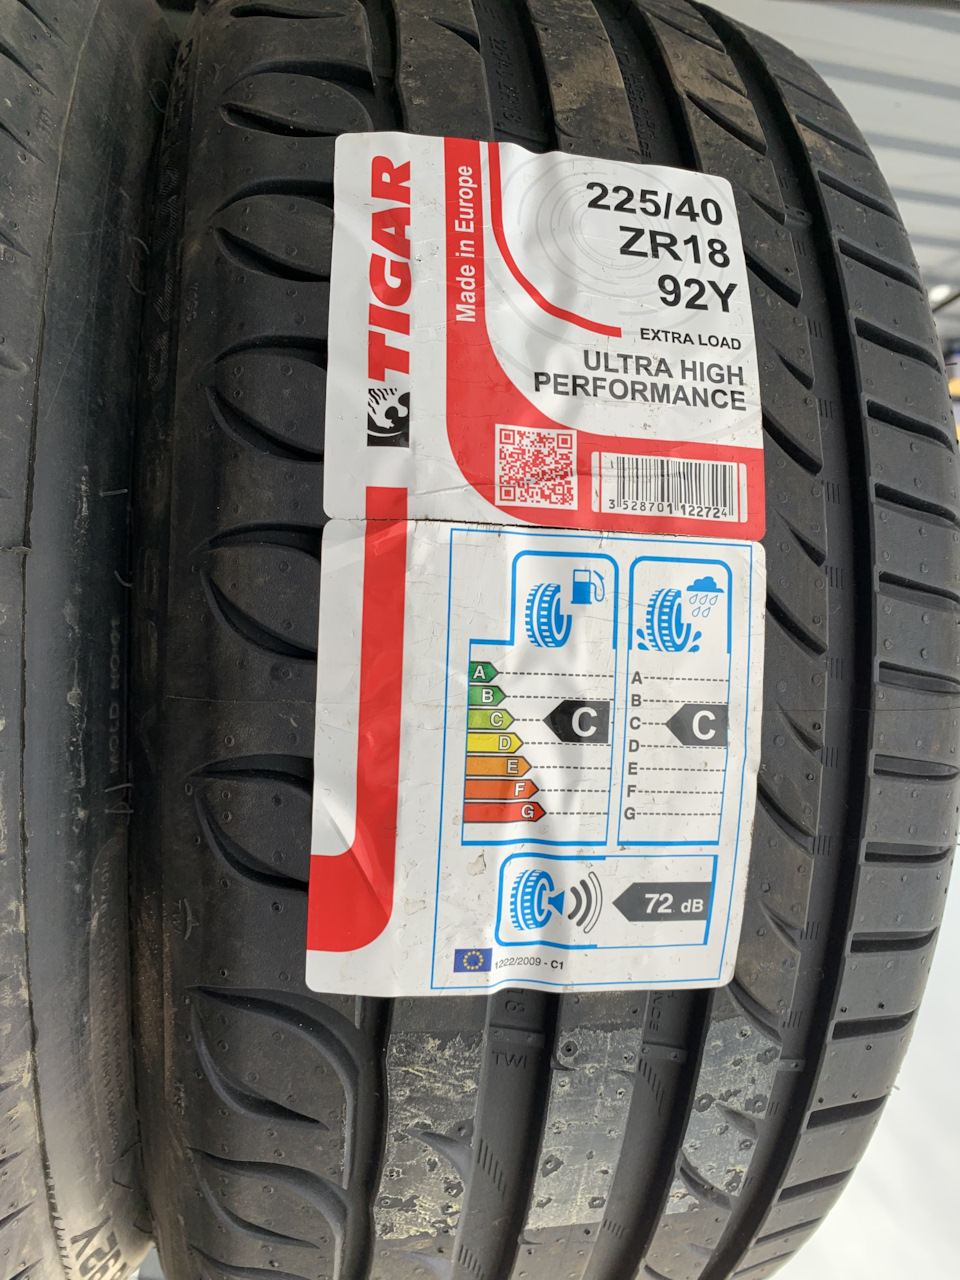 TIGAR
Made in Europe
225/40
ZR18
92Y
EXTRA LOAD
ULTRA HIGH
PERFORMANCE
3 528701 122724
A
B
C
D
E
F
G
C
A
B
C
D
E
F
G
C
72 dB
1222/2009 - C1
TWI
92V